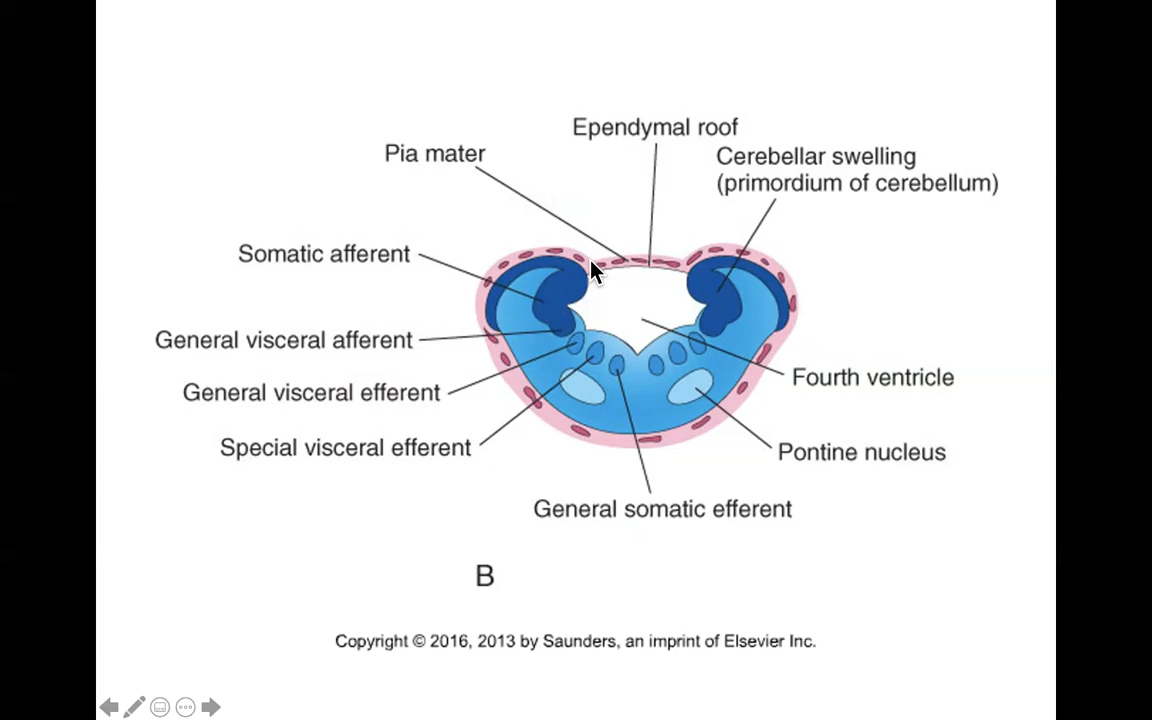 Ependymal roof
Pia mater
Cerebellar swelling
(primordium of cerebellum)
Somatic afferent
General visceral afferent
General visceral efferent
Fourth ventricle
Special visceral efferent
Pontine nucleus
General somatic efferent
B
Copyright © 2016, 2013 by Saunders, an imprint of Elsevier Inc.